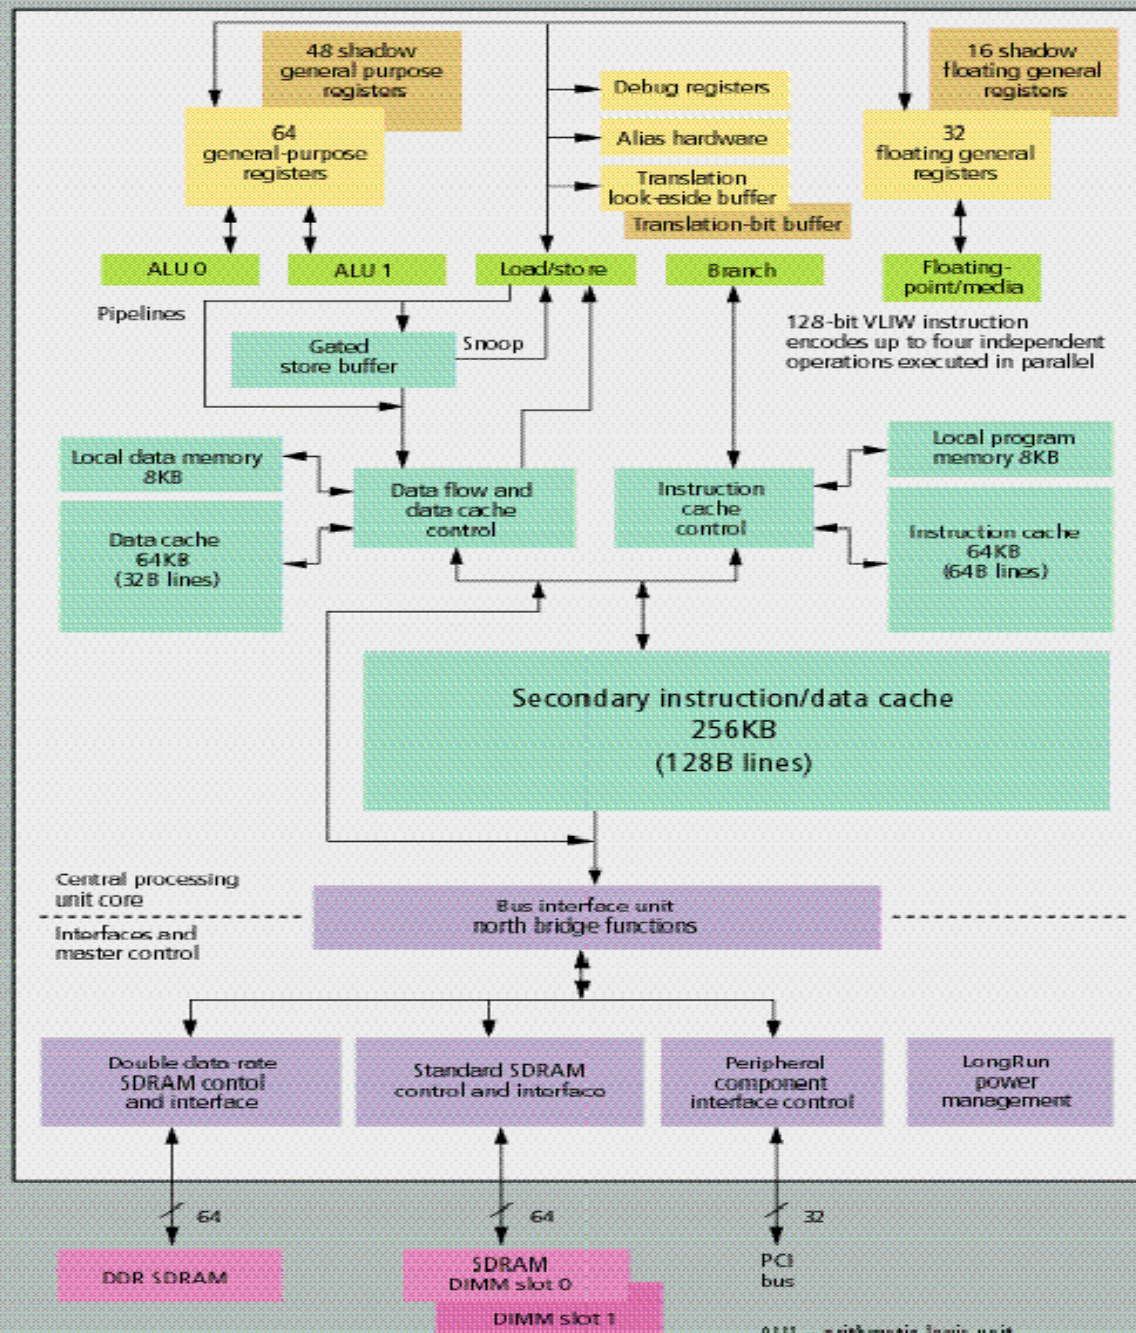 48 shadow
general purpose
registers
16 shadow
floating general
registers
64
general-purpose
registers
Debug registers
Alias hardware
Translation
look-aside buffer
Translation-bit buffer
32
floating general
registers
ALU 0
ALU 1
Load/store
Branch
Floating-
point/media
Pipelines
Gated
store buffer
Snoop
128-bit VLIW instruction
encodes up to four independent
operations executed in parallel
Local data memory
8KB
Data cache
64KB
(32B lines)
Data flow and
data cache
control
Instruction
cache
control
Local program
memory 8KB
Instruction cache
64KB
(64B lines)
Secondary instruction/data cache
256KB
(128B lines)
Central processing
unit core
Interfaces and
master control
Bus interface unit
north bridge functions
Double data-rate
SDRAM contol
and interface
Standard SDRAM
control and interface
Peripheral
component
interface control
LongRun
power
management
64
64
32
DDR SDRAM
SDRAM
DIMM slot 0
DIMM slot 1
PCI
bus
arithmetic logic unit